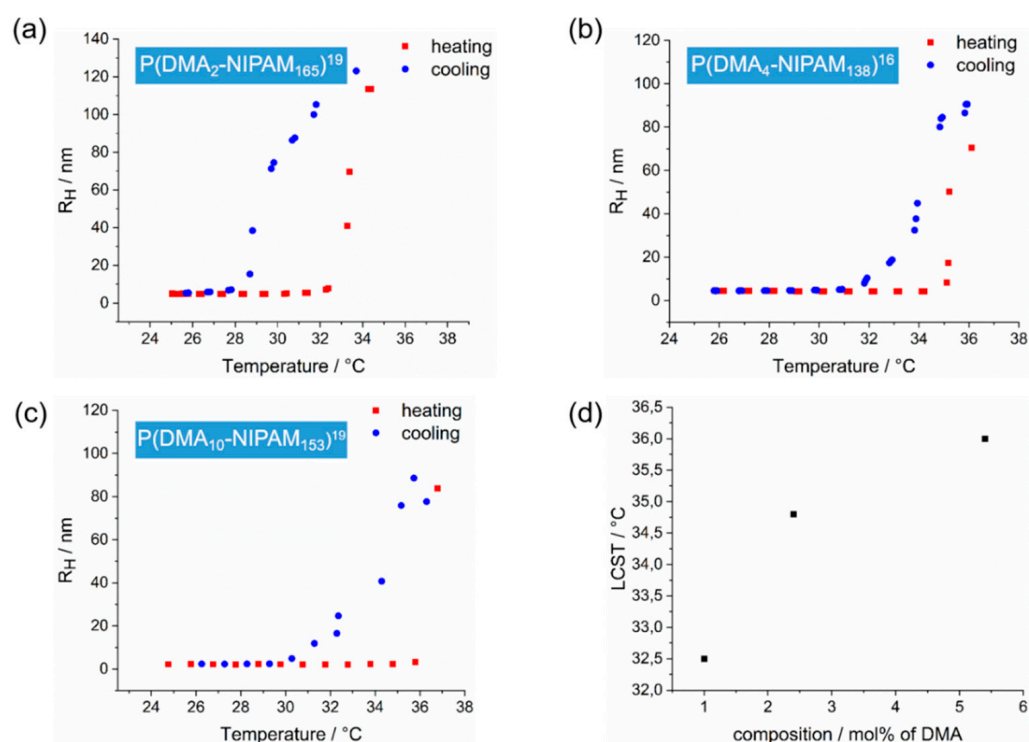 (a)
140
120
100
80
60
40
20
0
R_H / nm
P(DMA₂-NIPAM₁₆₅)¹⁹
heating
cooling
24 26 28 30 32 34 36 38
Temperature / °C
(b)
120
100
80
60
40
20
0
R_H / nm
P(DMA₄-NIPAM₁₃₈)¹⁶
heating
cooling
24 26 28 30 32 34 36 38
Temperature / °C
(c)
120
100
80
60
40
20
0
R_H / nm
P(DMA₁₀-NIPAM₁₅₃)¹⁹
heating
cooling
24 26 28 30 32 34 36 38
Temperature / °C
(d)
36,5
36,0
35,5
35,0
34,5
34,0
33,5
33,0
32,5
32,0
LCST / °C
1 2 3 4 5 6
composition / mol% of DMA